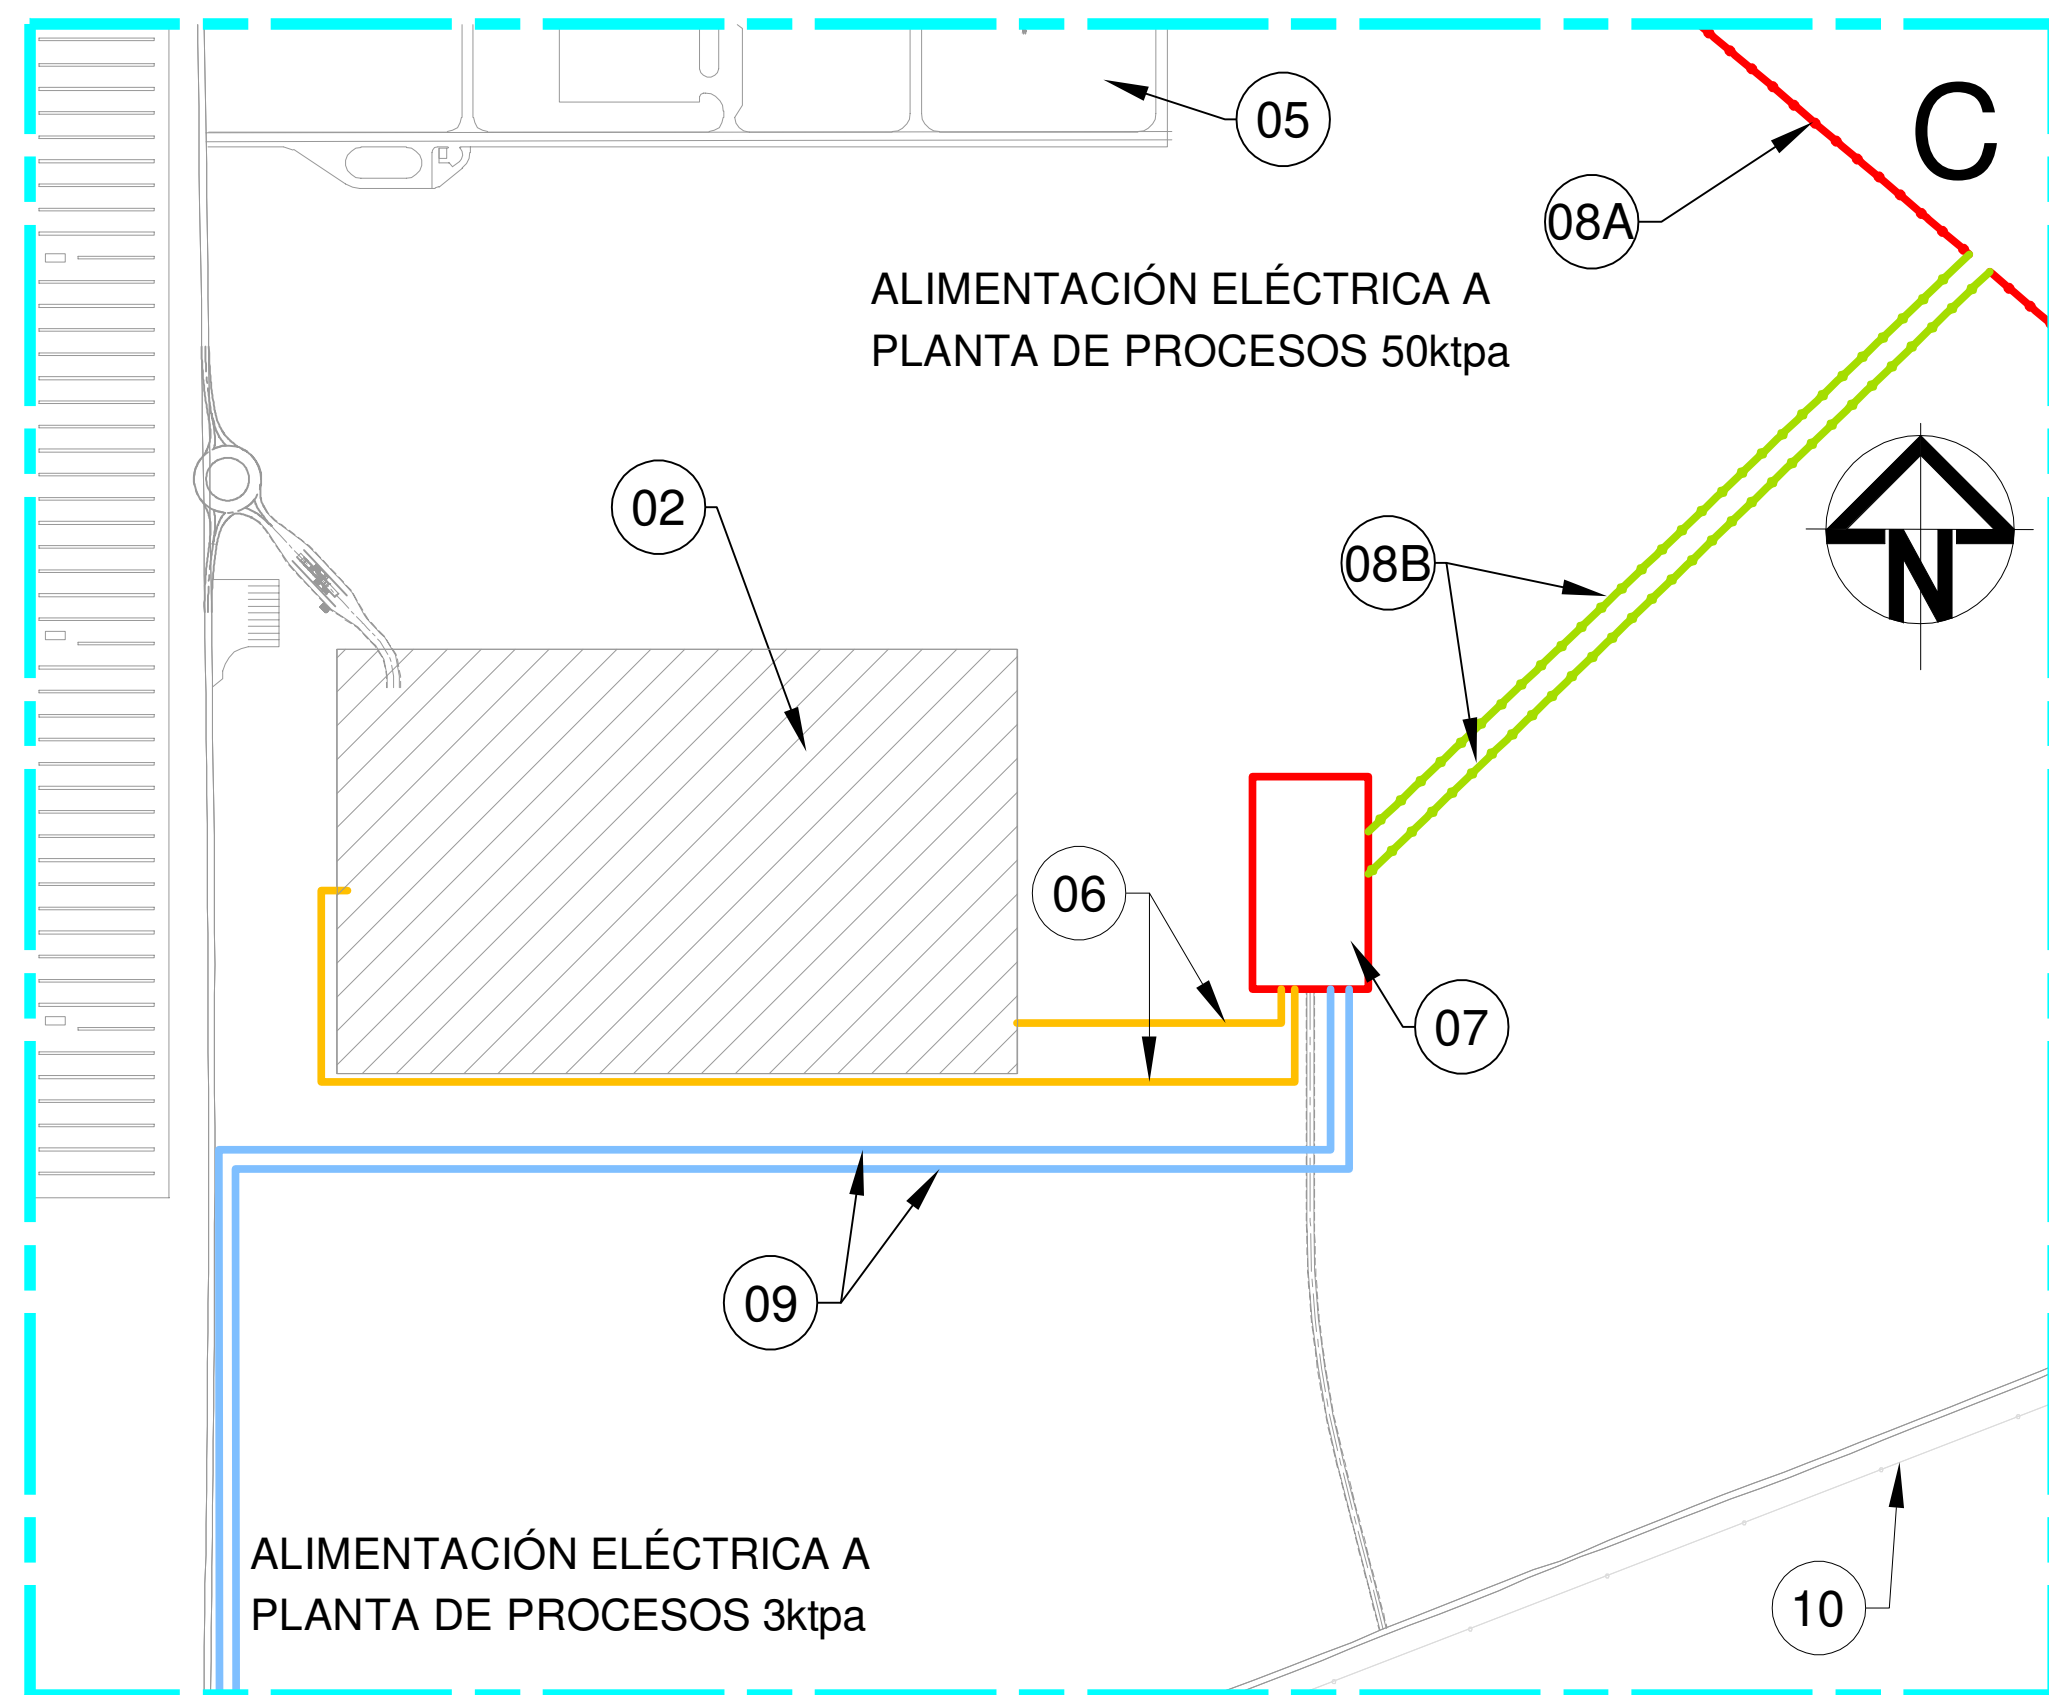 05
C
08A
ALIMENTACIÓN ELÉCTRICA A
PLANTA DE PROCESOS 50ktpa
02
08B
N
06
07
09
ALIMENTACIÓN ELÉCTRICA A
PLANTA DE PROCESOS 3ktpa
10